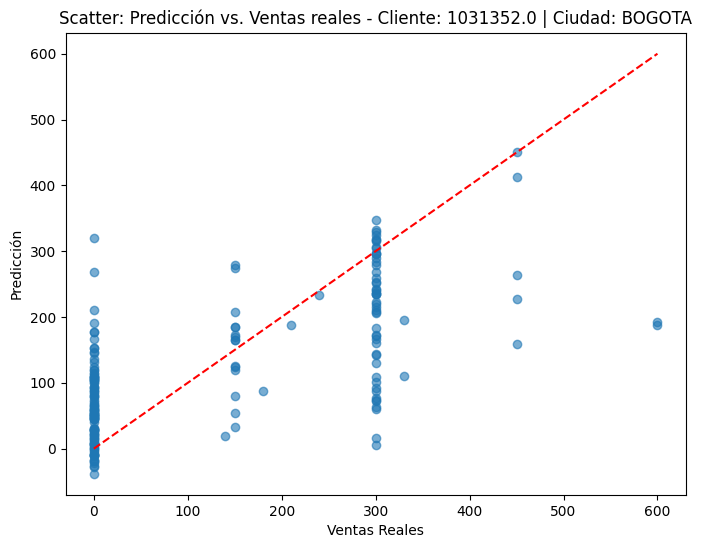 Scatter: Predicción vs. Ventas reales - Cliente: 1031352.0 | Ciudad: BOGOTA
600
500
400
300
200
100
0
Predicción
0 100 200 300 400 500 600
Ventas Reales